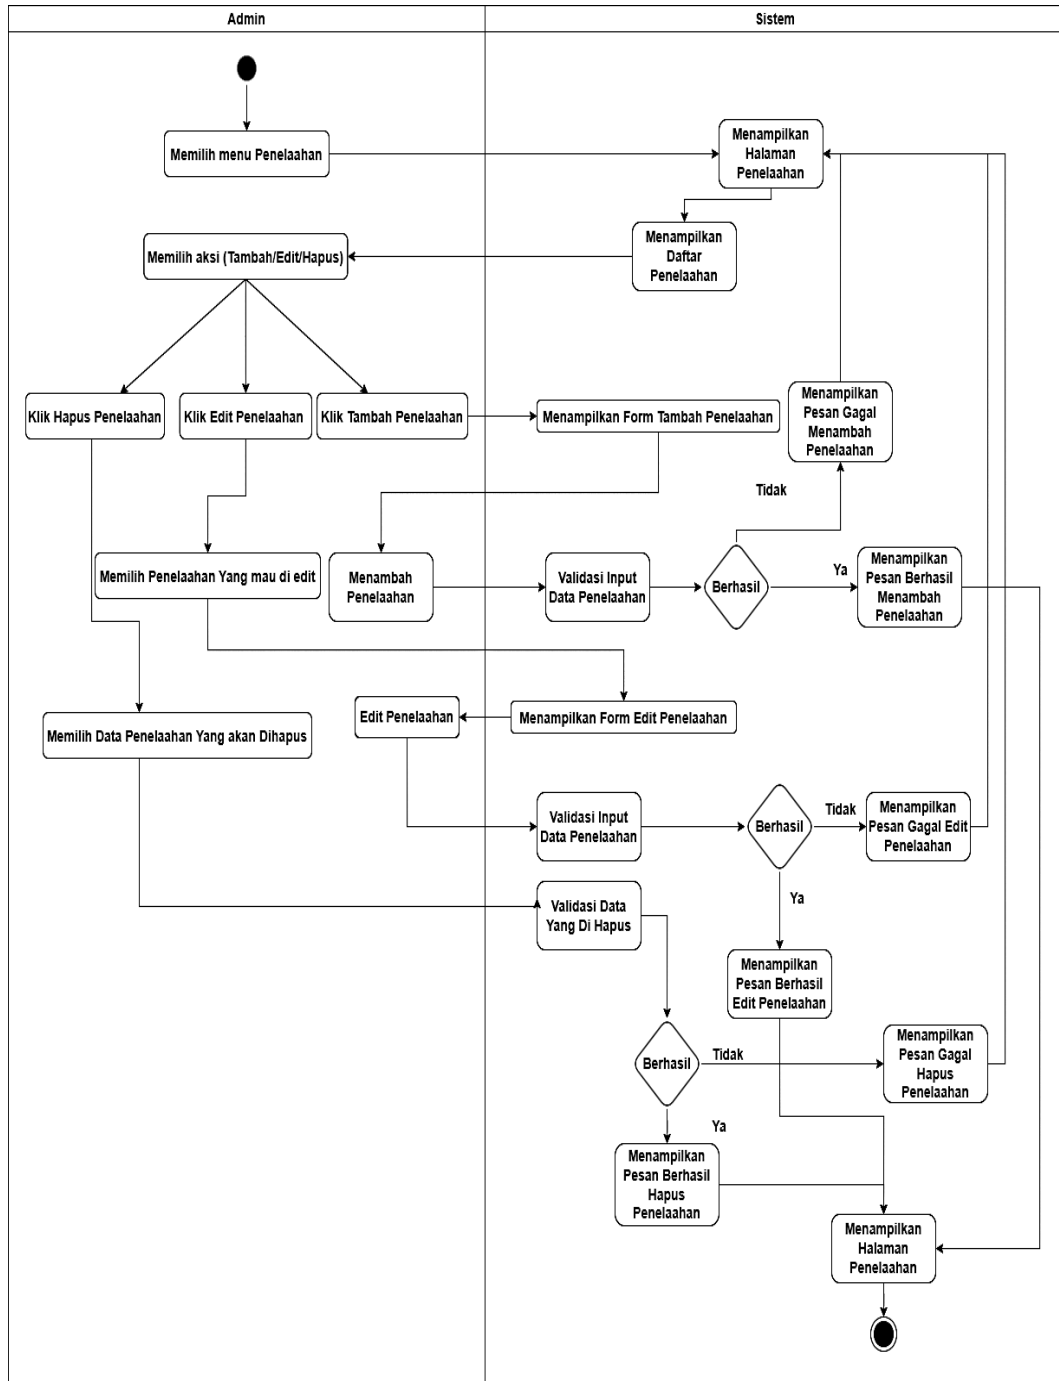 Admin
Sistem
Memilih menu Penelaahan
Menampilkan
Halaman
Penelaahan
Menampilkan
Daftar
Penelaahan
Memilih aksi (Tambah/Edit/Hapus)
Klik Hapus Penelaahan
Klik Edit Penelaahan
Klik Tambah Penelaahan
Menampilkan Form Tambah Penelaahan
Menampilkan
Pesan Gagal
Menambah
Penelaahan
Tidak
Memilih Penelaahan Yang mau di edit
Menambah
Penelaahan
Validasi Input
Data Penelaahan
Berhasil
Ya
Menampilkan
Pesan Berhasil
Menambah
Penelaahan
Memilih Data Penelaahan Yang akan Dihapus
Edit Penelaahan
Menampilkan Form Edit Penelaahan
Validasi Input
Data Penelaahan
Berhasil
Tidak
Menampilkan
Pesan Gagal Edit
Penelaahan
Ya
Validasi Data
Yang Di Hapus
Menampilkan
Pesan Berhasil
Edit Penelaahan
Berhasil
Tidak
Menampilkan
Pesan Gagal
Hapus
Penelaahan
Ya
Menampilkan
Pesan Berhasil
Hapus
Penelaahan
Menampilkan
Halaman
Penelaahan